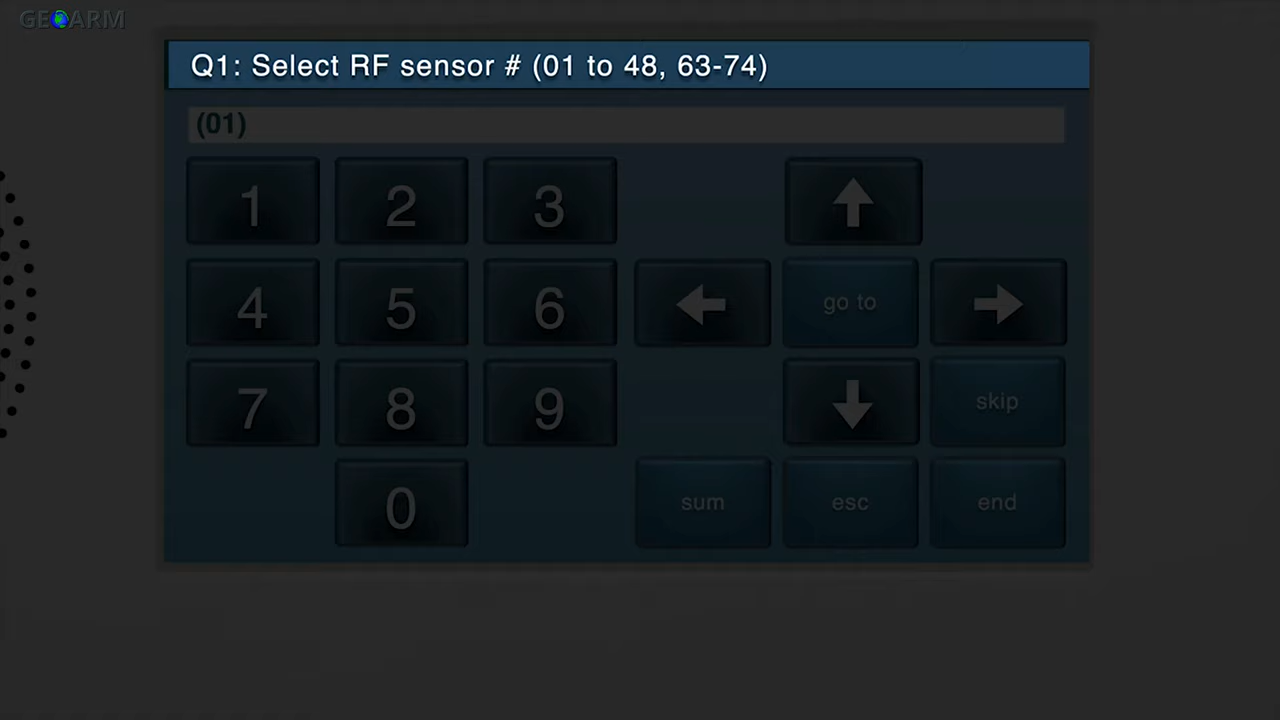 GEOARM
Q1: Select RF sensor # (01 to 48, 63-74)
(01)
1 2 3
4 5 6 go to
7 8 9 skip
0 sum esc end